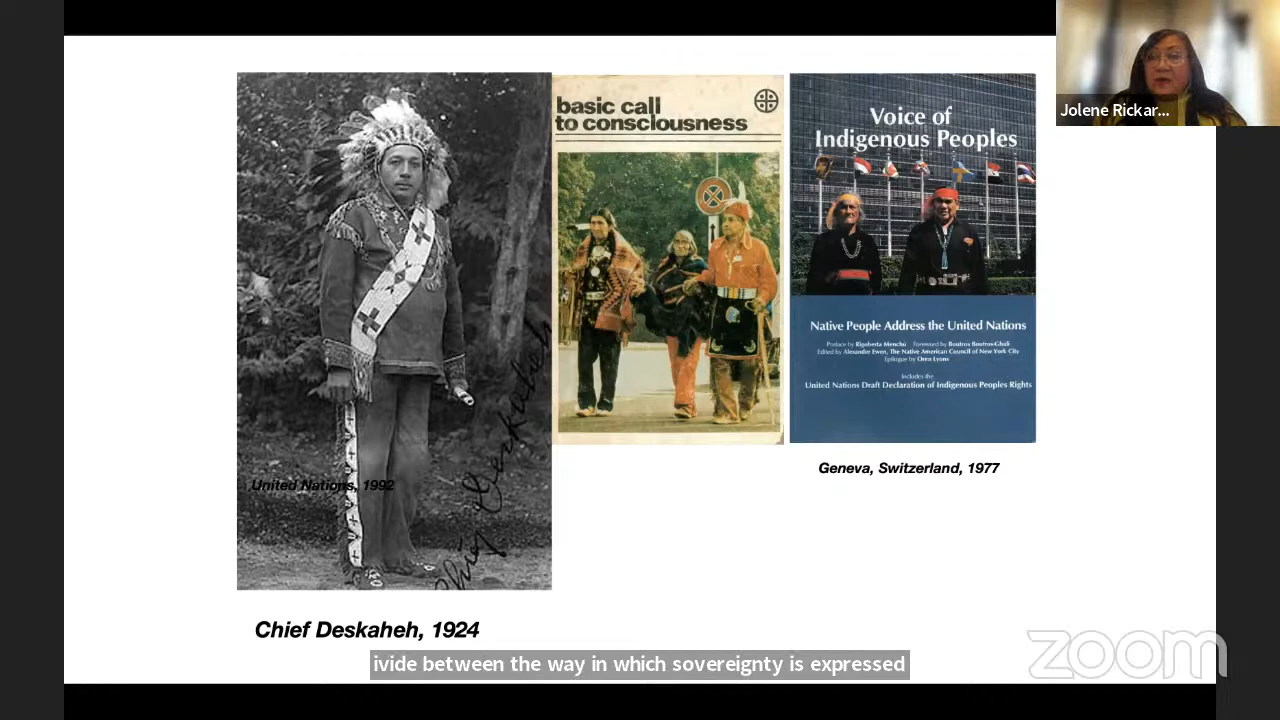 Jolene Rickar...
basic call
to consciousness
Voice of
Indigenous Peoples
Native People Address the United Nations
Preface by Rigoberta Menchú Foreword by Boutros Boutros-Ghali
Edited by Alexander Ewen, The Native American Council of New York City
Epilogue by Oren Lyons
Includes the
United Nations Draft Declaration of Indigenous Peoples Rights
Geneva, Switzerland, 1977
United Nations, 1992
Chief Deskaheh
Chief Deskaheh, 1924
ivide between the way in which sovereignty is expressed
zoom